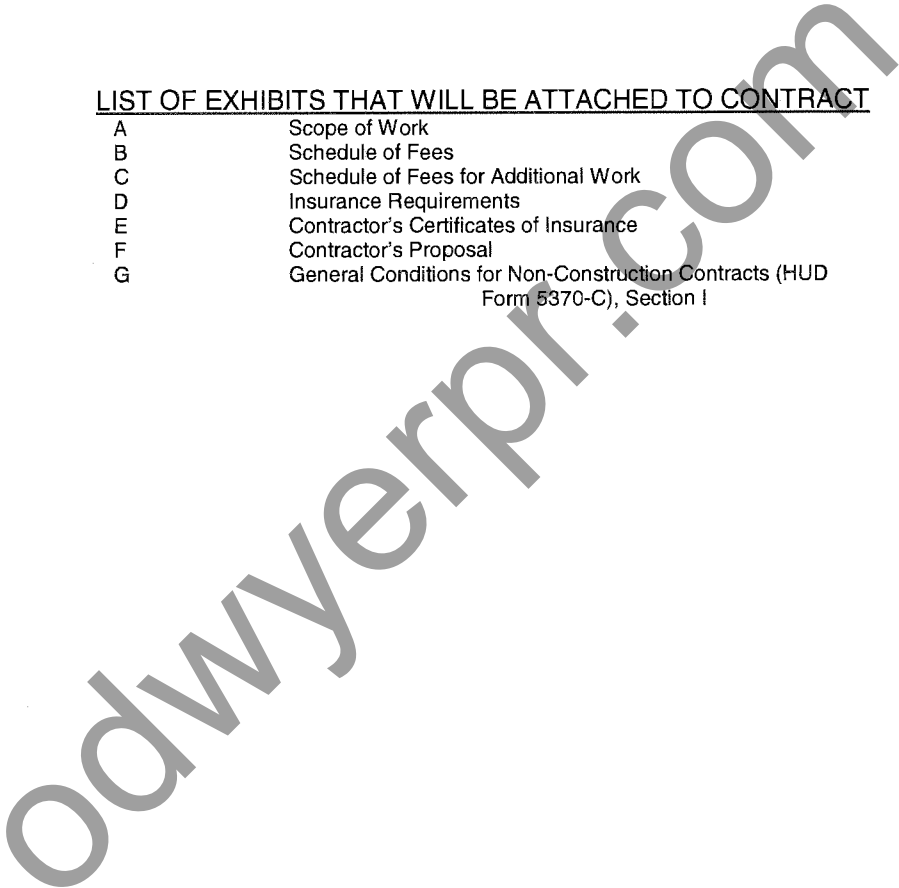 LIST OF EXHIBITS THAT WILL BE ATTACHED TO CONTRACT
A Scope of Work
B Schedule of Fees
C Schedule of Fees for Additional Work
D Insurance Requirements
E Contractor's Certificates of Insurance
F Contractor's Proposal
G General Conditions for Non-Construction Contracts (HUD
Form 5370-C), Section I
odwyerpr.com